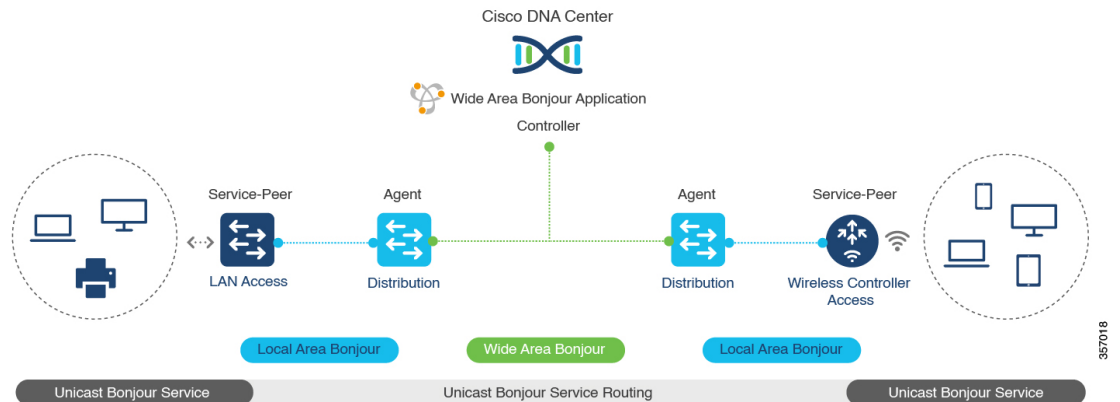 Cisco DNA Center
Wide Area Bonjour Application
Controller
Service-Peer
Agent
Agent
Service-Peer
LAN Access
Distribution
Distribution
Wireless Controller
Access
Local Area Bonjour
Wide Area Bonjour
Local Area Bonjour
Unicast Bonjour Service
Unicast Bonjour Service Routing
Unicast Bonjour Service
357018